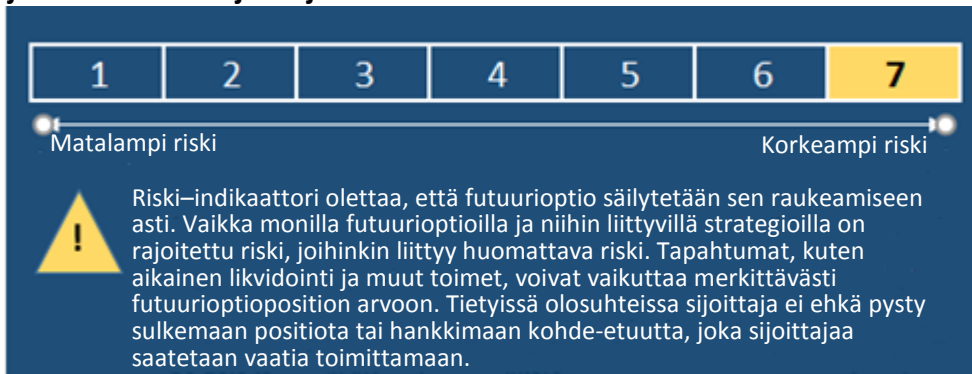 1 2 3 4 5 6 7
Matalampi riski Korkeampi riski
Riski–indikaattori olettaa, että futuurioptio säilytetään sen raukeamiseen
asti. Vaikka monilla futuurioptioilla ja niihin liittyvillä strategioilla on
rajoitettu riski, joihinkin liittyy huomattava riski. Tapahtumat, kuten
aikainen likvidointi ja muut toimet, voivat vaikuttaa merkittävästi
futuurioptioposition arvoon. Tietyissä olosuhteissa sijoittaja ei ehkä pysty
sulkemaan positiota tai hankkimaan kohde-etuutta, joka sijoittajaa
saatetaan vaatia toimittamaan.